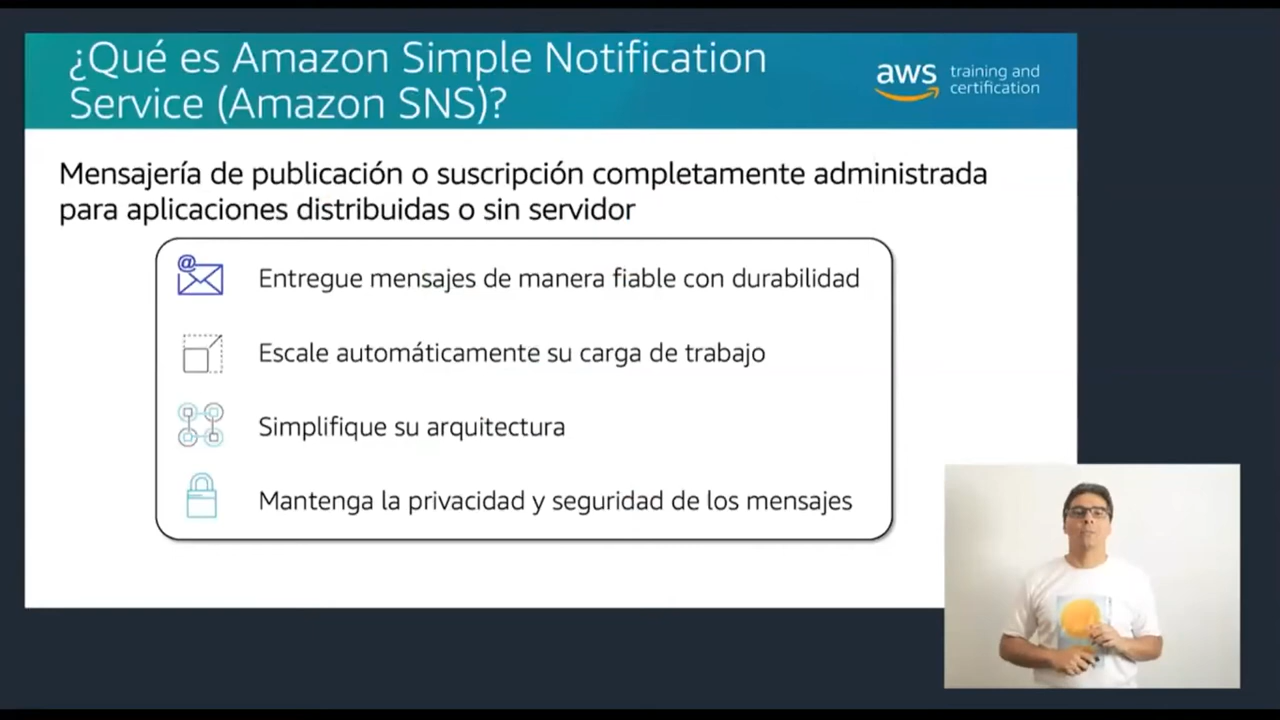 ¿Qué es Amazon Simple Notification
Service (Amazon SNS)?
aws training and
certification
Mensajería de publicación o suscripción completamente administrada
para aplicaciones distribuidas o sin servidor
@
Entregue mensajes de manera fiable con durabilidad
Escale automáticamente su carga de trabajo
Simplifique su arquitectura
Mantenga la privacidad y seguridad de los mensajes